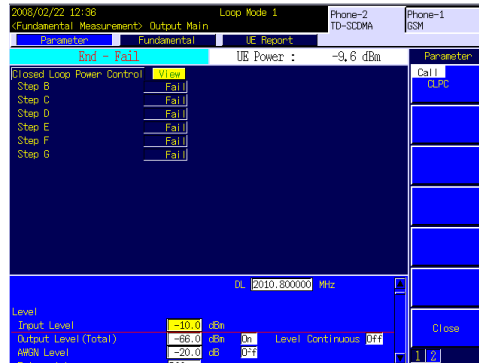 2008/02/22 12:36 Loop Mode 1 Phone-2 Phone-1
<Fundamental Measurement> Output Main TD-SCDMA GSM
Parameter Fundamental UE Report
End - Fail UE Power : -9.6 dBm Parameter
Closed Loop Power Control View Call
CLPC
Step B Fail
Step C Fail
Step D Fail
Step E Fail
Step F Fail
Step G Fail
DL 2010.800000 MHz
Level
Input Level -10.0 dBm
Output Level(Total) -66.0 dBm On Level Continuous Off
Close
AWGN Level -20.0 dB Off
1 2